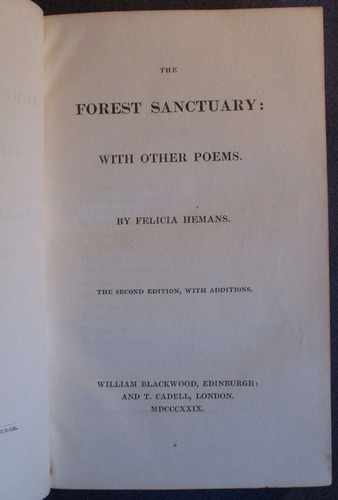 THE
FOREST SANCTUARY:
WITH OTHER POEMS.
BY FELICIA HEMANS.
THE SECOND EDITION, WITH ADDITIONS.
WILLIAM BLACKWOOD, EDINBURGH:
AND T. CADELL, LONDON.
MDCCCXXIX.